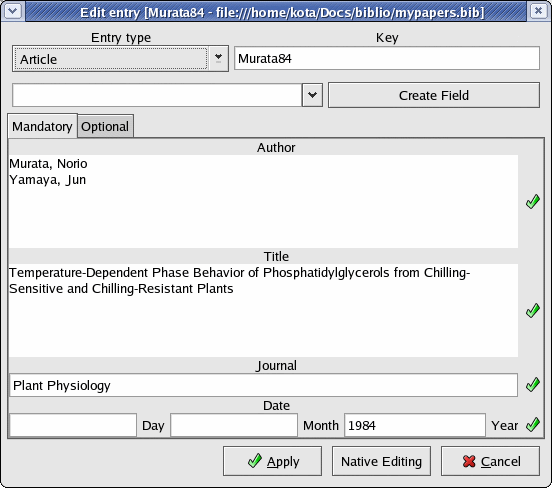 Edit entry [Murata84 - file:///home/kota/Docs/biblio/mypapers.bib]
Entry type
Key
Article
Murata84
Create Field
Mandatory
Optional
Author
Murata, Norio
Yamaya, Jun
Title
Temperature-Dependent Phase Behavior of Phosphatidylglycerols from Chilling-
Sensitive and Chilling-Resistant Plants
Journal
Plant Physiology
Date
Day
Month
1984
Year
Apply
Native Editing
Cancel